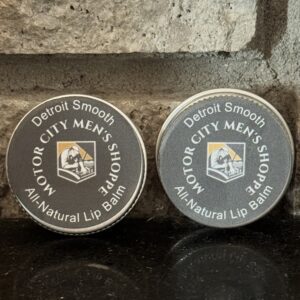 Detroit Smooth
MOTOR CITY MEN'S SHOPPE
All-Natural Lip Balm
Detroit Smooth
MOTOR CITY MEN'S SHOPPE
All-Natural Lip Balm